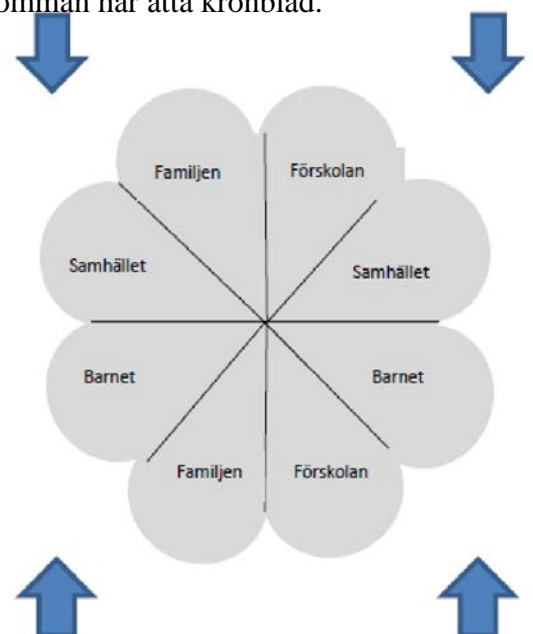 har åtta kronblad.
Familjen Förskolan
Samhället Samhället
Barnet Barnet
Familjen Förskolan